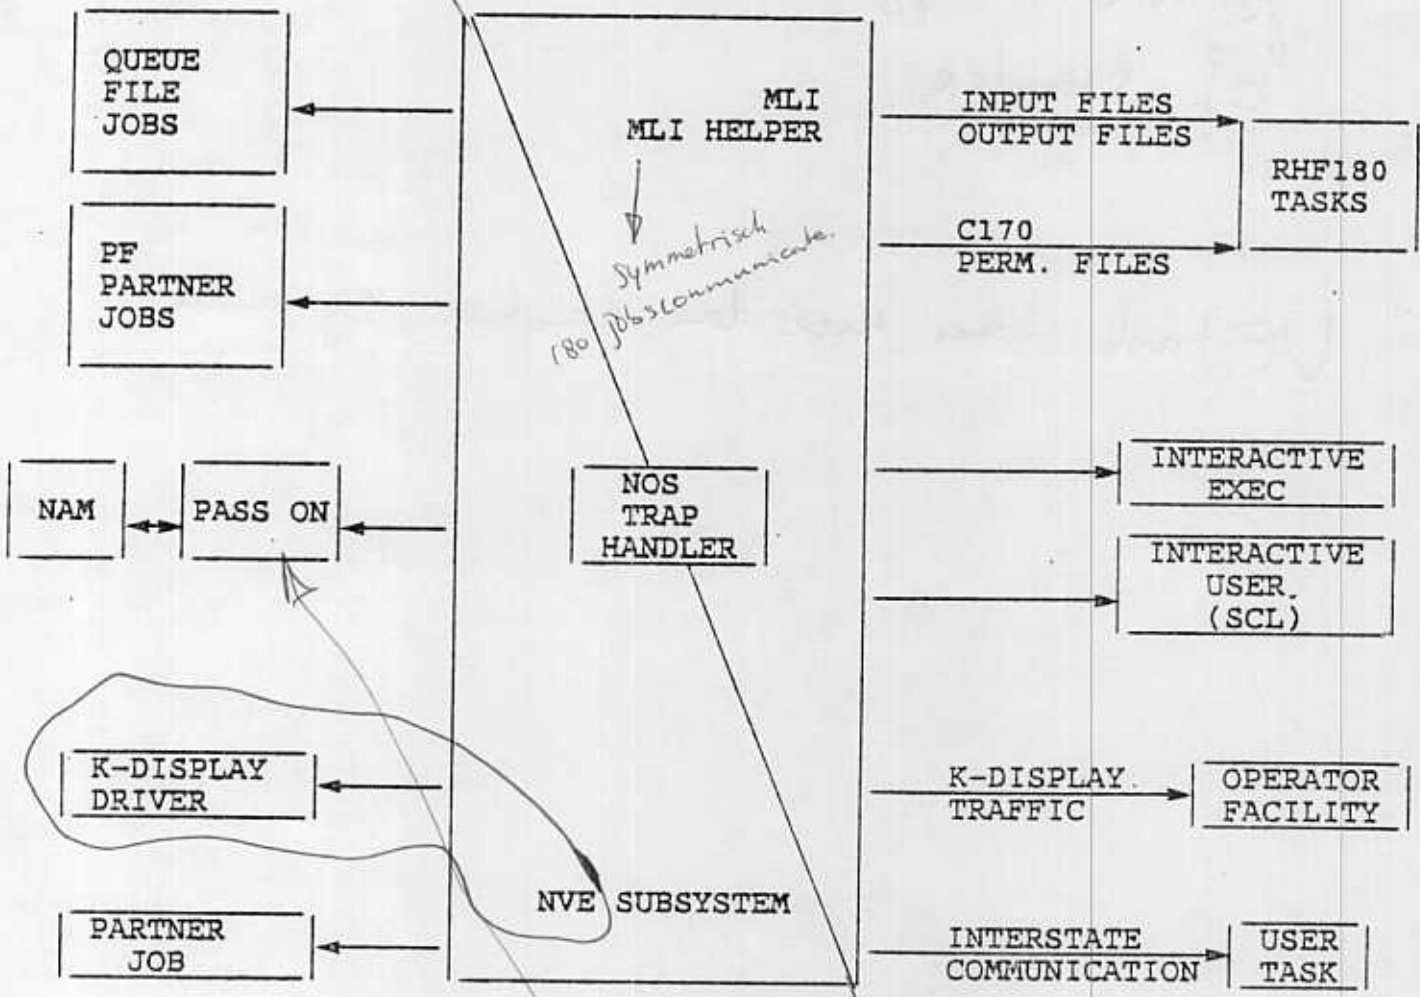 QUEUE
FILE
JOBS
MLI
MLI HELPER
INPUT FILES
OUTPUT FILES
RHF180
TASKS
C170
PERM. FILES
PF
PARTNER
JOBS
symmetrisch
180 jobs communicate.
NAM
PASS ON
NOS
TRAP
HANDLER
INTERACTIVE
EXEC
INTERACTIVE
USER.
(SCL)
K-DISPLAY
DRIVER
K-DISPLAY.
TRAFFIC
OPERATOR
FACILITY
NVE SUBSYSTEM
PARTNER
JOB
INTERSTATE
COMMUNICATION
USER
TASK